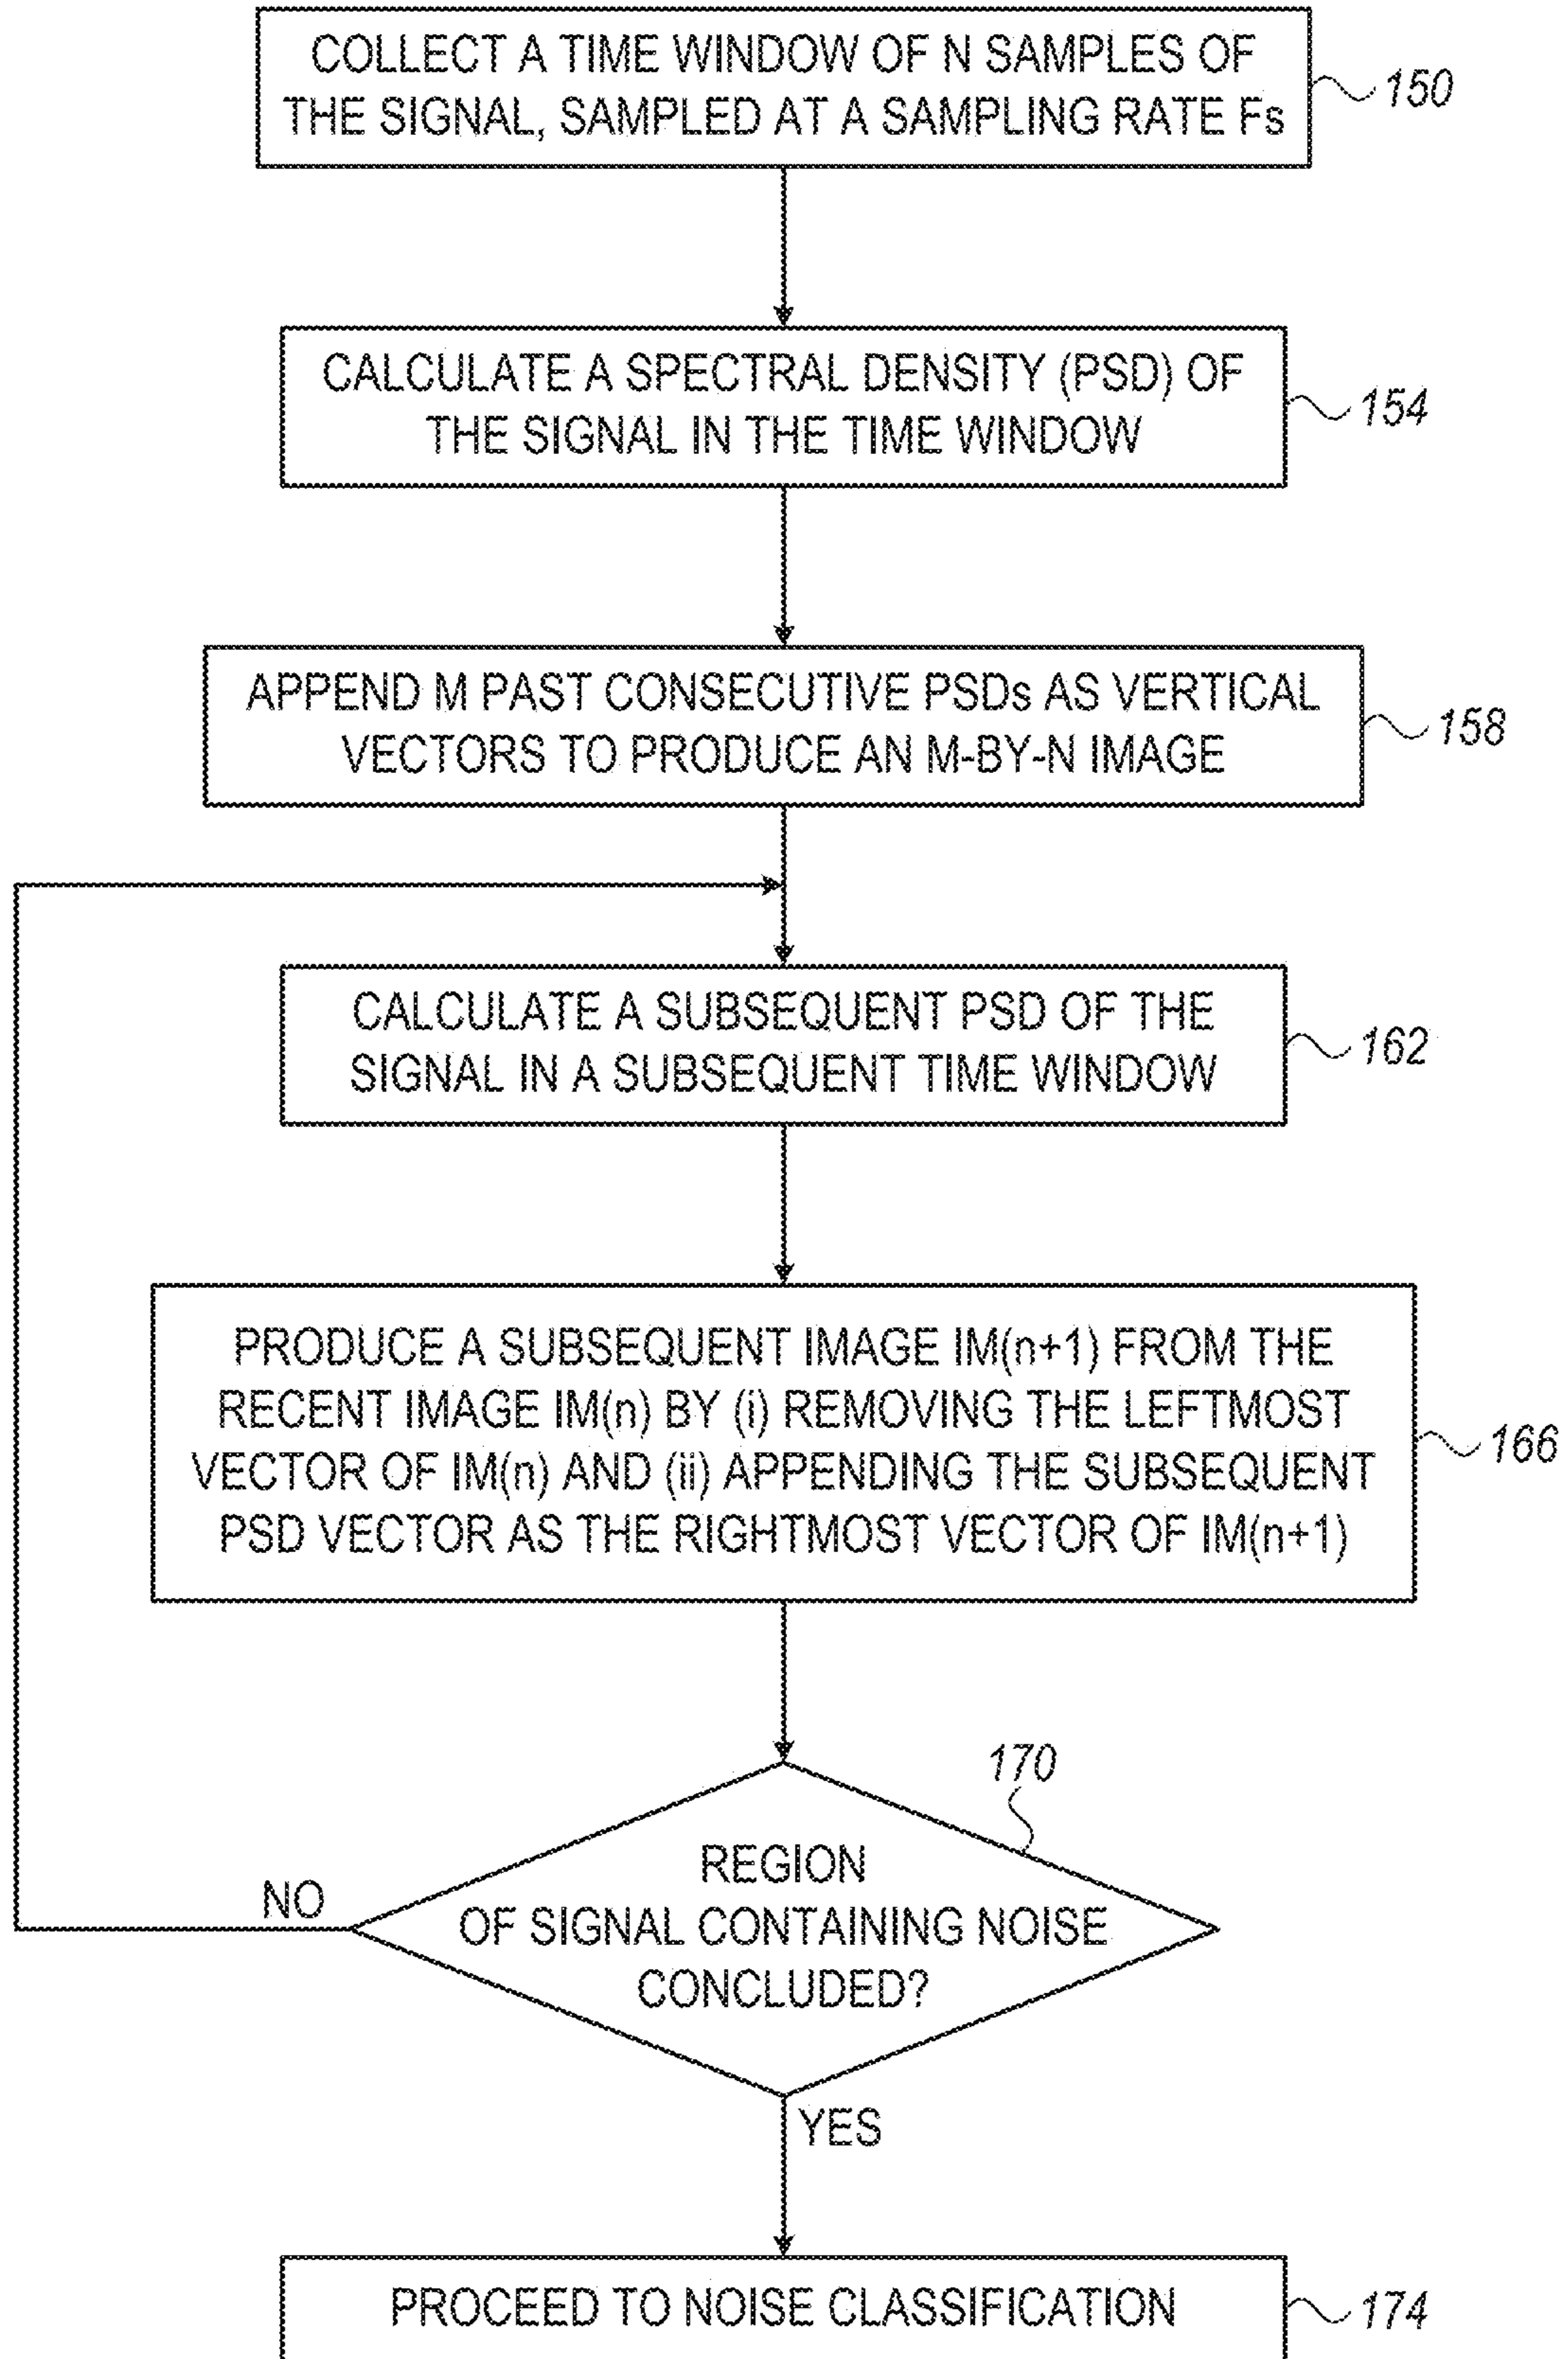 COLLECT A TIME WINDOW OF N SAMPLES OF
THE SIGNAL, SAMPLED AT A SAMPLING RATE Fs
150
CALCULATE A SPECTRAL DENSITY (PSD) OF
THE SIGNAL IN THE TIME WINDOW
154
APPEND M PAST CONSECUTIVE PSDs AS VERTICAL
VECTORS TO PRODUCE AN M-BY-N IMAGE
158
CALCULATE A SUBSEQUENT PSD OF THE
SIGNAL IN A SUBSEQUENT TIME WINDOW
162
PRODUCE A SUBSEQUENT IMAGE IM(n+1) FROM THE
RECENT IMAGE IM(n) BY (i) REMOVING THE LEFTMOST
VECTOR OF IM(n) AND (ii) APPENDING THE SUBSEQUENT
PSD VECTOR AS THE RIGHTMOST VECTOR OF IM(n+1)
166
170
REGION
OF SIGNAL CONTAINING NOISE
CONCLUDED?
NO
YES
PROCEED TO NOISE CLASSIFICATION
174